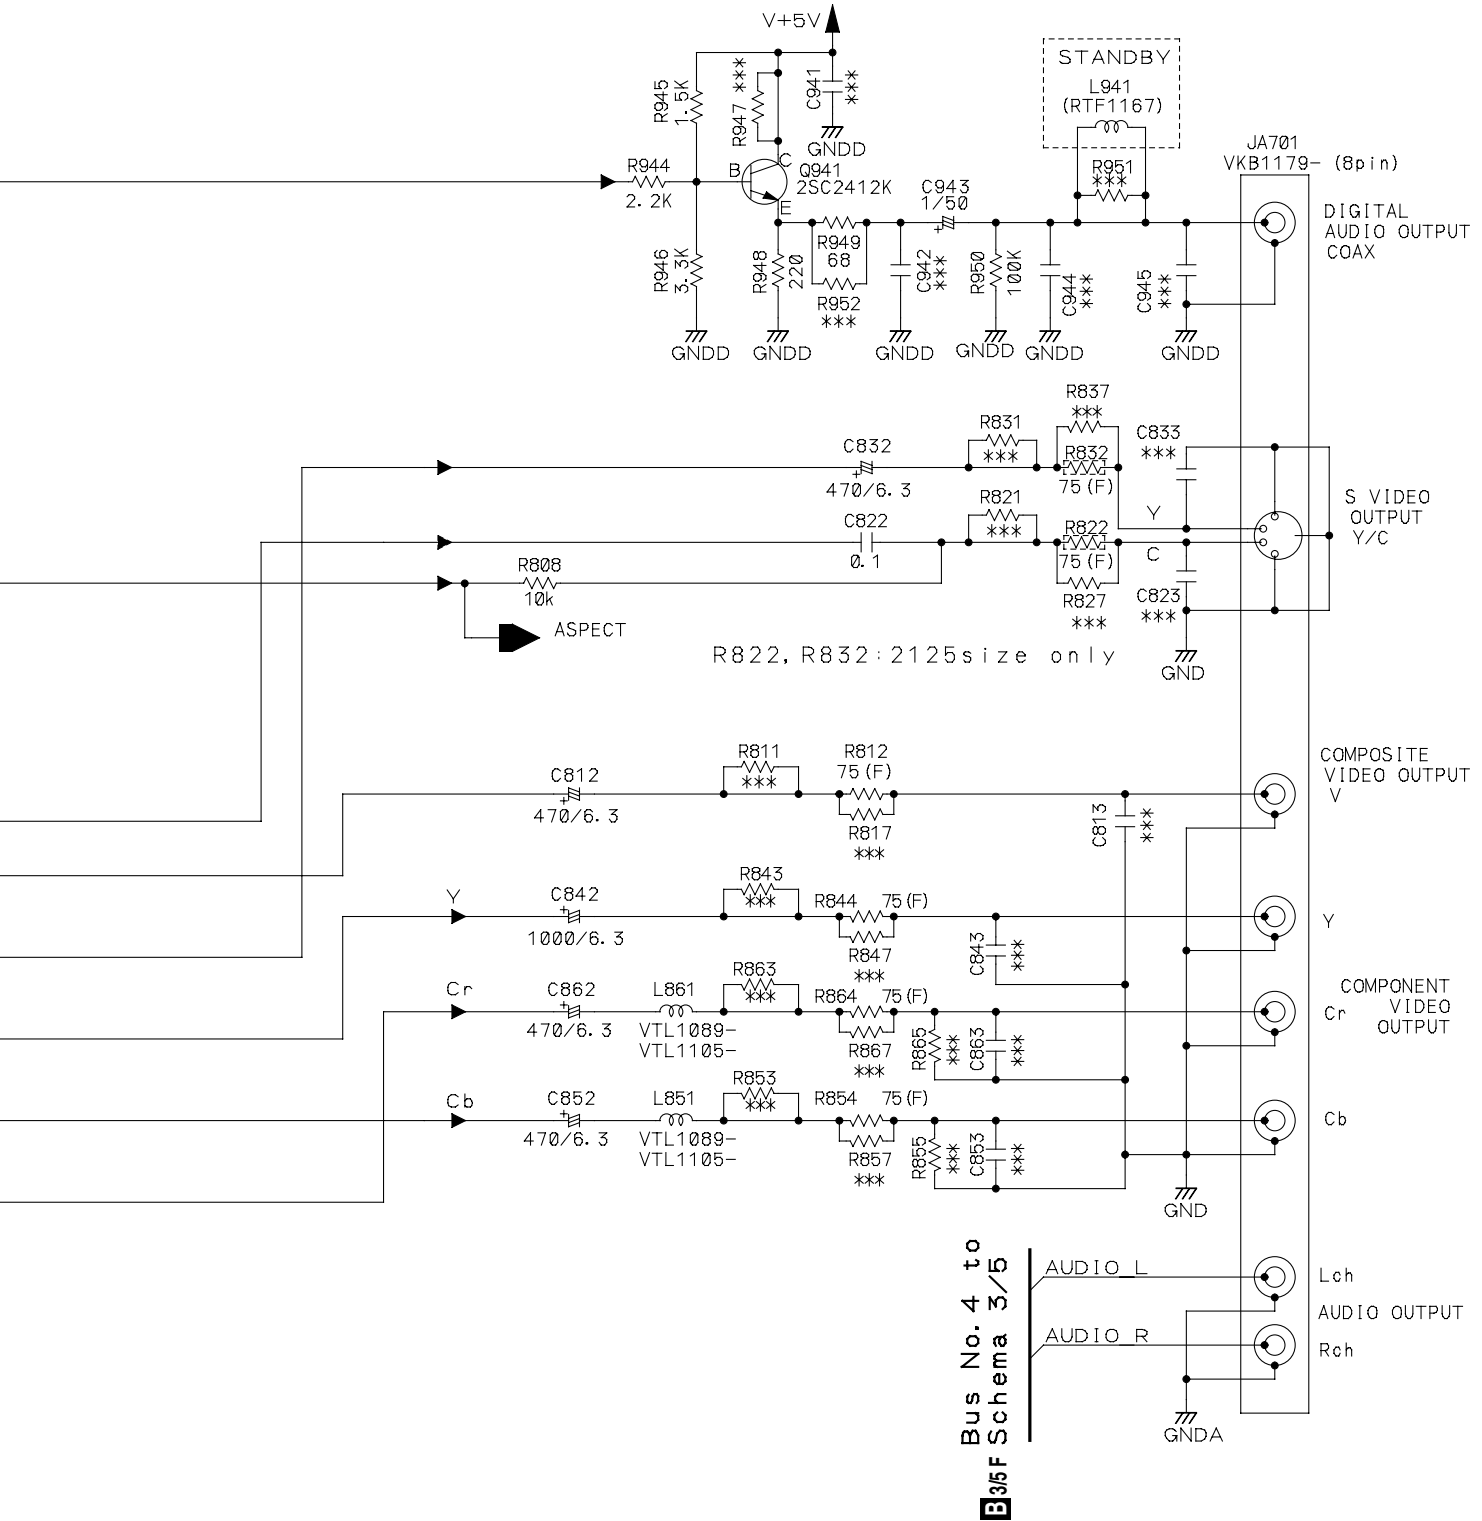 V+5V
STANDBY
L941
(RTF1167)
R945
1.5K
R947 ***
C941
***
GNDD
JA701
VKB1179- (8pin)
R944
2.2K
B
C
E
Q941
2SC2412K
C943
1/50
R951
***
DIGITAL
AUDIO OUTPUT
COAX
R946
3.3K
R948
220
R949
68
R952
***
C942
***
R950
100K
C944
***
C945
***
GNDD
GNDD
GNDD
GNDD
GNDD
GNDD
R837
***
R831
***
C833
***
C832
470/6.3
R832
75(F)
R821
***
S VIDEO
OUTPUT
Y/C
C822
0.1
R822
75(F)
Y
C
R808
10k
R827
***
C823
***
ASPECT
R822,R832:2125size only
GND
R811
***
R812
75(F)
COMPOSITE
VIDEO OUTPUT
V
C812
470/6.3
R817
***
C813
***
R843
***
Y
C842
1000/6.3
R844
75(F)
Y
R847
***
C843
***
R863
***
Cr
C862
470/6.3
L861
VTL1089-
VTL1105-
R864
75(F)
COMPONENT
VIDEO
OUTPUT
Cr
R867
***
R865
***
C863
***
R853
***
Cb
C852
470/6.3
L851
VTL1089-
VTL1105-
R854
75(F)
Cb
R857
***
R855
***
C853
***
GND
Bus No.4 to
B 3/5 F Schema 3/5
AUDIO_L
Lch
AUDIO OUTPUT
AUDIO_R
Rch
GNDA